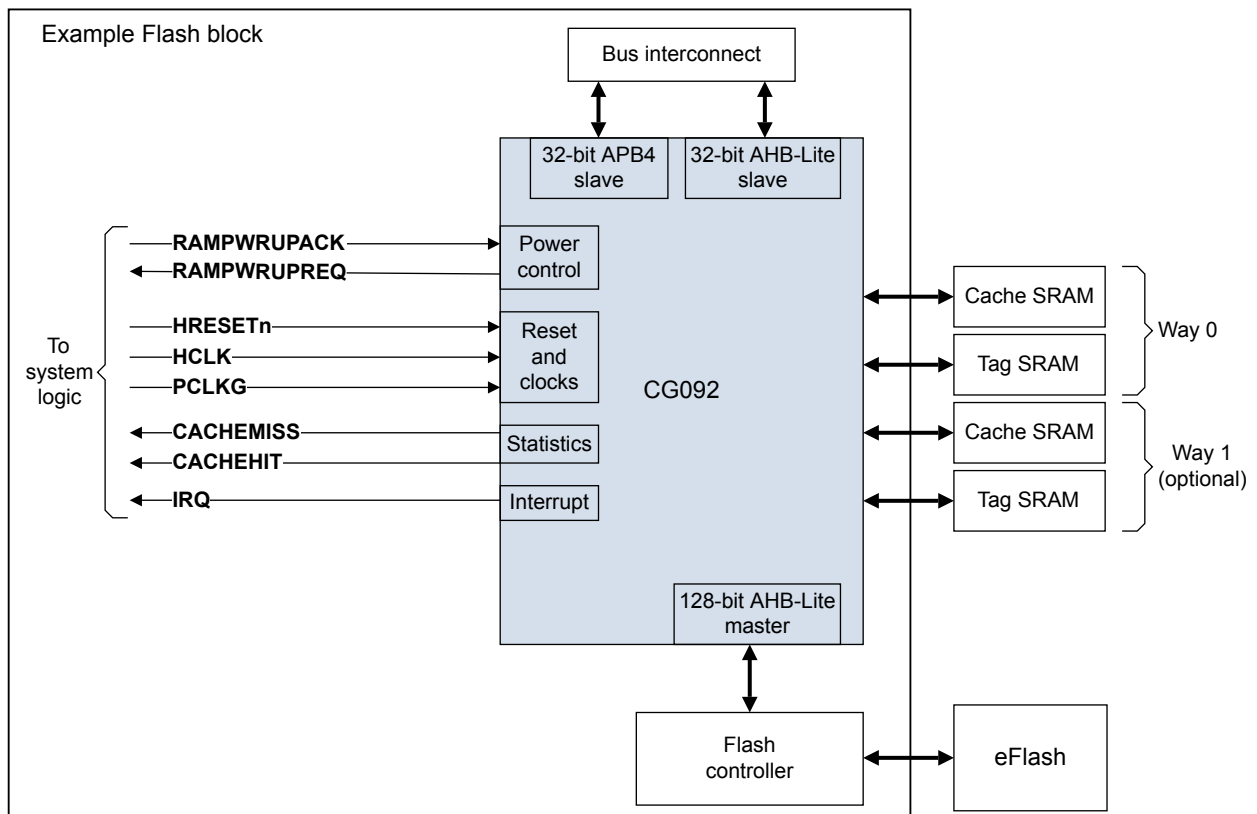 Example Flash block
Bus interconnect
32-bit APB4
slave
32-bit AHB-Lite
slave
RAMPWRUPACK
RAMPWRUPREQ
Power
control
HRESETn
HCLK
PCLKG
Reset
and
clocks
To
system
logic
CACHEMISS
CACHEHIT
Statistics
IRQ
Interrupt
CG092
Cache SRAM
Tag SRAM
Way 0
Cache SRAM
Tag SRAM
Way 1
(optional)
128-bit AHB-Lite
master
Flash
controller
eFlash